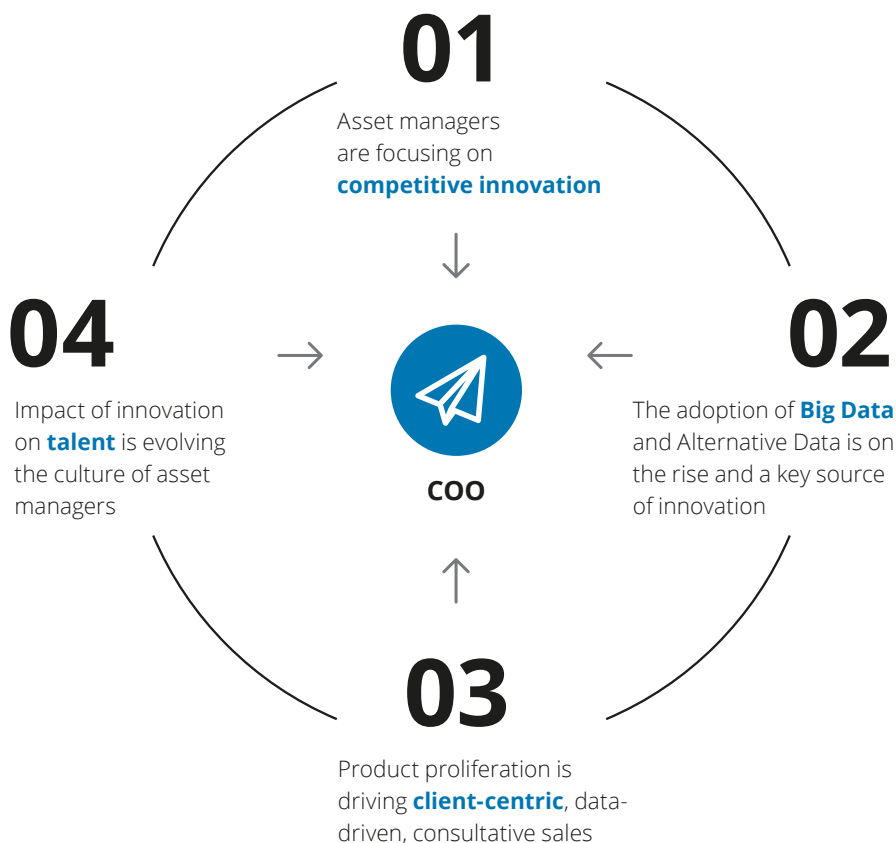 01
Asset managers
are focusing on
competitive innovation
04
Impact of innovation
on talent is evolving
the culture of asset
managers
COO
02
The adoption of Big Data
and Alternative Data is on
the rise and a key source
of innovation
03
Product proliferation is
driving client-centric, data-
driven, consultative sales